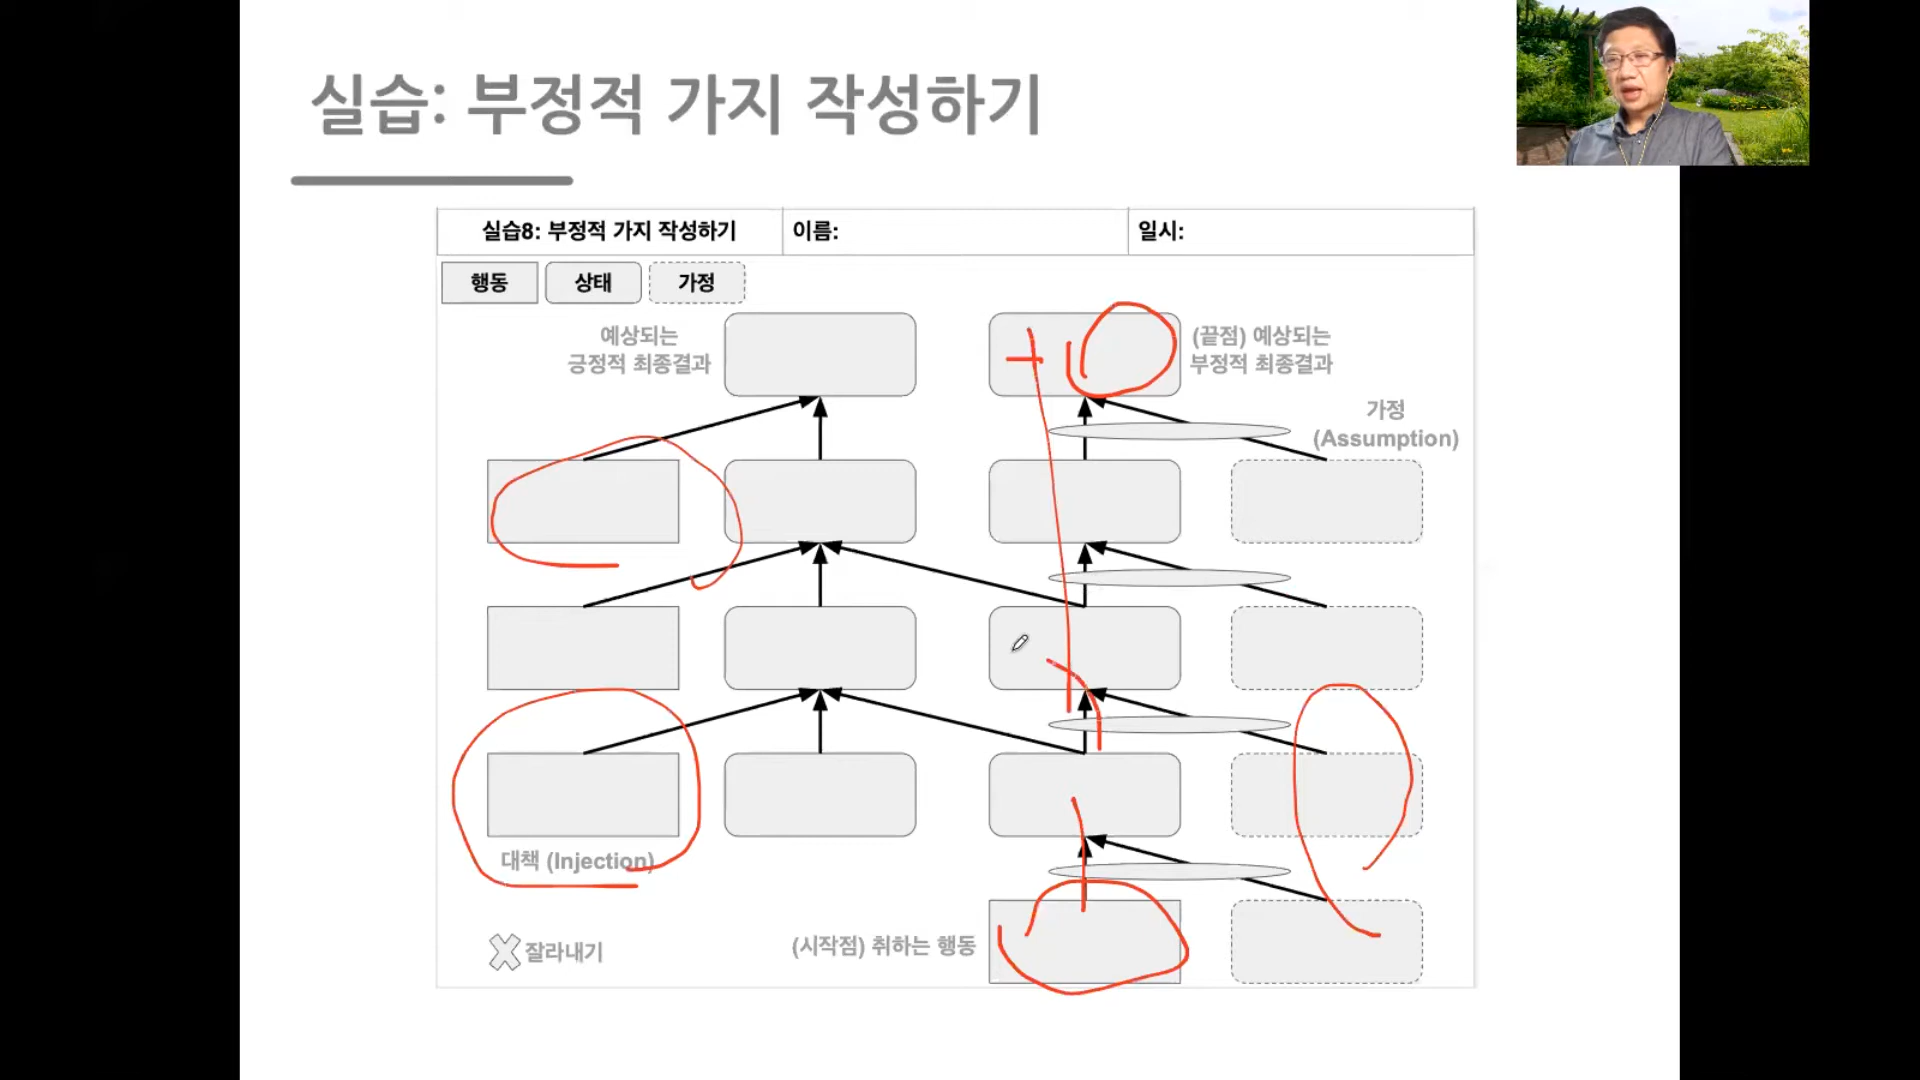 실습: 부정적 가지 작성하기
실습8: 부정적 가지 작성하기
이름:
일시:
행동
상태
가정
예상되는
긍정적 최종결과
(끝점) 예상되는
부정적 최종결과
가정
(Assumption)
대책 (Injection)
잘라내기
(시작점) 취하는 행동